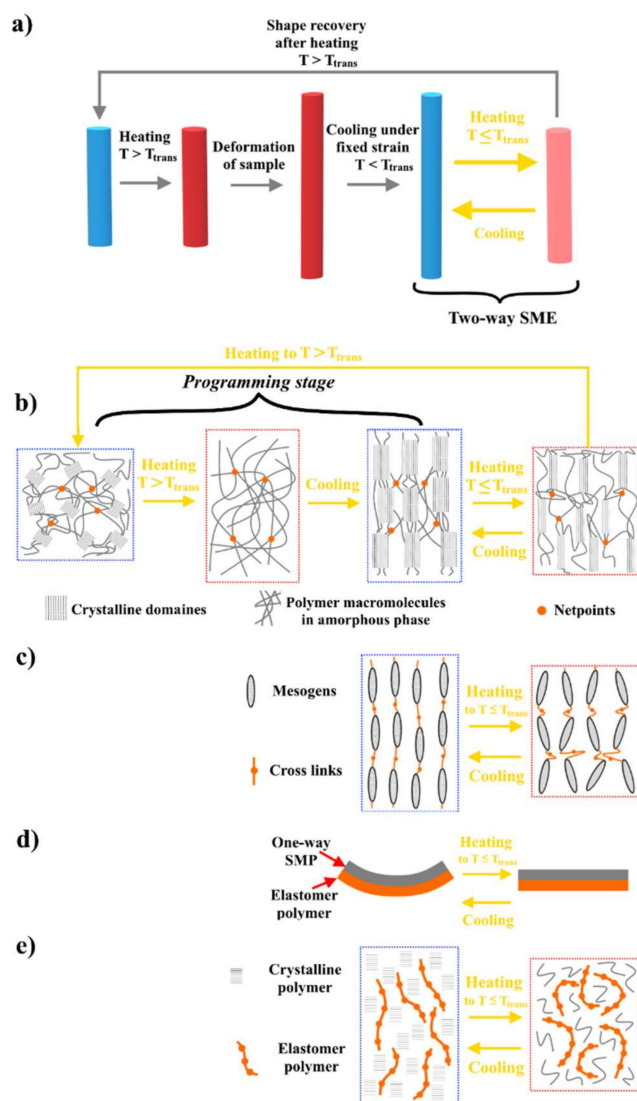 a)
Shape recovery
after heating
T > Ttrans
Heating
T > Ttrans
Deformation
of sample
Cooling under
fixed strain
T < Ttrans
Heating
T ≤ Ttrans
Cooling
Two-way SME
Heating to T > Ttrans
Programming stage
b)
Heating
T > Ttrans
Cooling
Heating
T ≤ Ttrans
Cooling
Crystalline domaines
Polymer macromolecules
in amorphous phase
Netpoints
c)
Mesogens
Cross links
Heating
to T ≤ Ttrans
Cooling
d)
One-way
SMP
Elastomer
polymer
Heating
to T ≤ Ttrans
Cooling
e)
Crystalline
polymer
Elastomer
polymer
Heating
to T ≤ Ttrans
Cooling